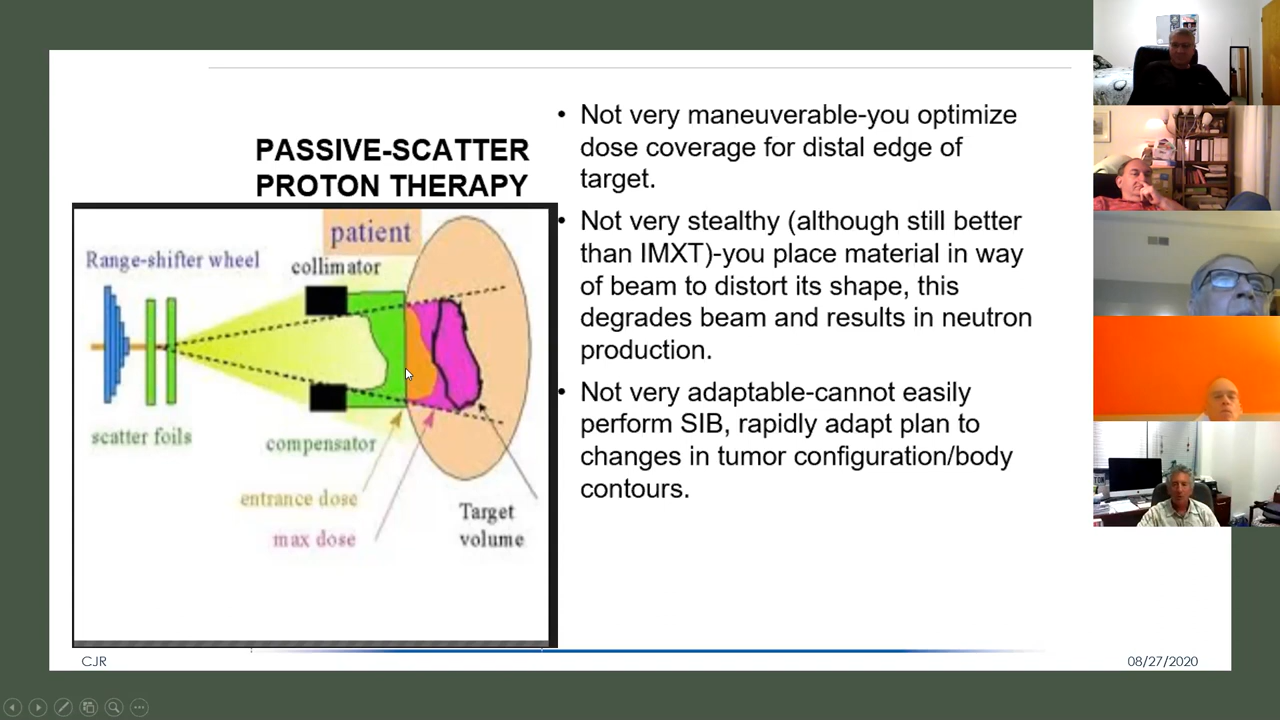 PASSIVE-SCATTER
PROTON THERAPY
patient
Range-shifter wheel
collimator
scatter foils
compensator
entrance dose
max dose
Target
volume
• Not very maneuverable-you optimize
dose coverage for distal edge of
target.
• Not very stealthy (although still better
than IMXT)-you place material in way
of beam to distort its shape, this
degrades beam and results in neutron
production.
• Not very adaptable-cannot easily
perform SIB, rapidly adapt plan to
changes in tumor configuration/body
contours.
CJR
08/27/2020